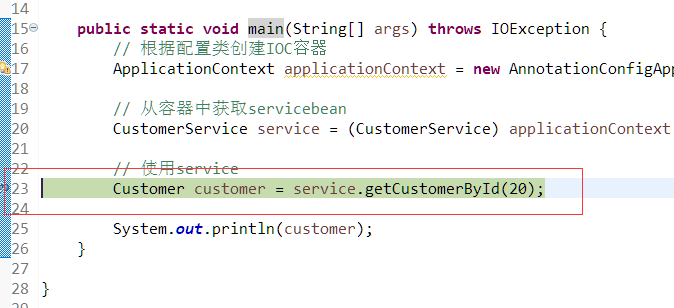 14
15 public static void main(String[] args) throws IOException {
16 // 根据配置类创建IOC容器
17 ApplicationContext applicationContext = new AnnotationConfigApp
18
19 // 从容器中获取servicebean
20 CustomerService service = (CustomerService) applicationContext
21
22 // 使用service
23 Customer customer = service.getCustomerById(20);
24
25 System.out.println(customer);
26 }
27
28 }
29